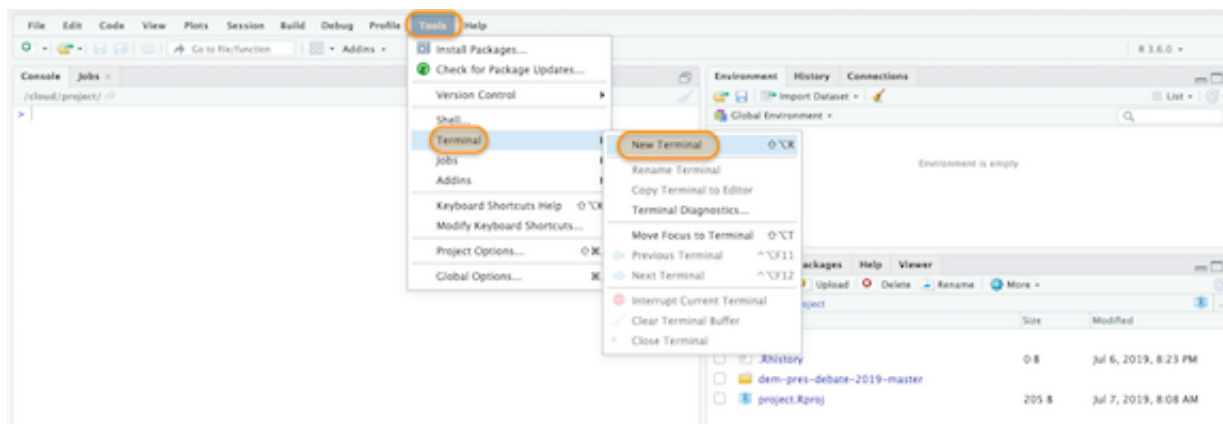 File Edit Code View Plots Session Build Debug Profile Tools Help
Go to file/function Addins R 3.6.0
Console Jobs
/cloud/project/
>
Install Packages...
Check for Package Updates...
Version Control
Shell...
Terminal
Jobs
Addins
Keyboard Shortcuts Help
Modify Keyboard Shortcuts...
Project Options...
Global Options...
New Terminal ⇧⌥R
Rename Terminal
Copy Terminal to Editor
Terminal Diagnostics...
Move Focus to Terminal ⇧⌥T
Previous Terminal ^⌥F11
Next Terminal ^⌥F12
Interrupt Current Terminal
Clear Terminal Buffer
Close Terminal
Environment History Connections
Import Dataset List
Global Environment
Environment is empty
Help Viewer
Upload Delete Rename More
Size Modified
.Rhistory 0 B Jul 6, 2019, 8:23 PM
dem-pres-debate-2019-master
project.Rproj 205 B Jul 7, 2019, 8:08 AM